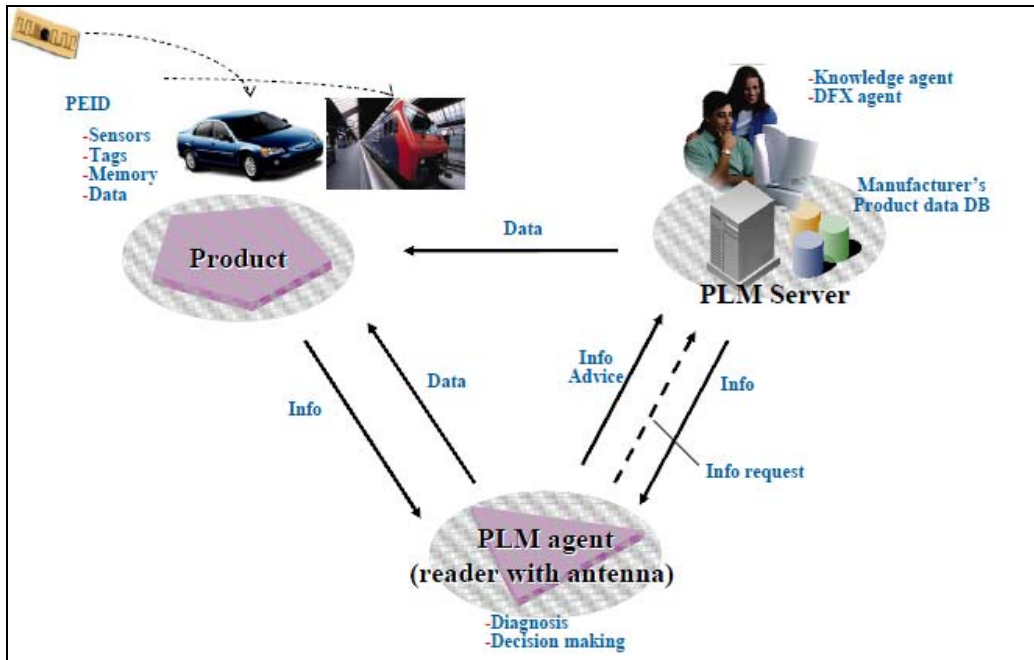 PEID
-Sensors
-Tags
-Memory
-Data
-Knowledge agent
-DFX agent
Manufacturer's
Product data DB
Product
Data
PLM Server
Info
Data
Info
Advice
Info
Info request
PLM agent
(reader with antenna)
-Diagnosis
-Decision making